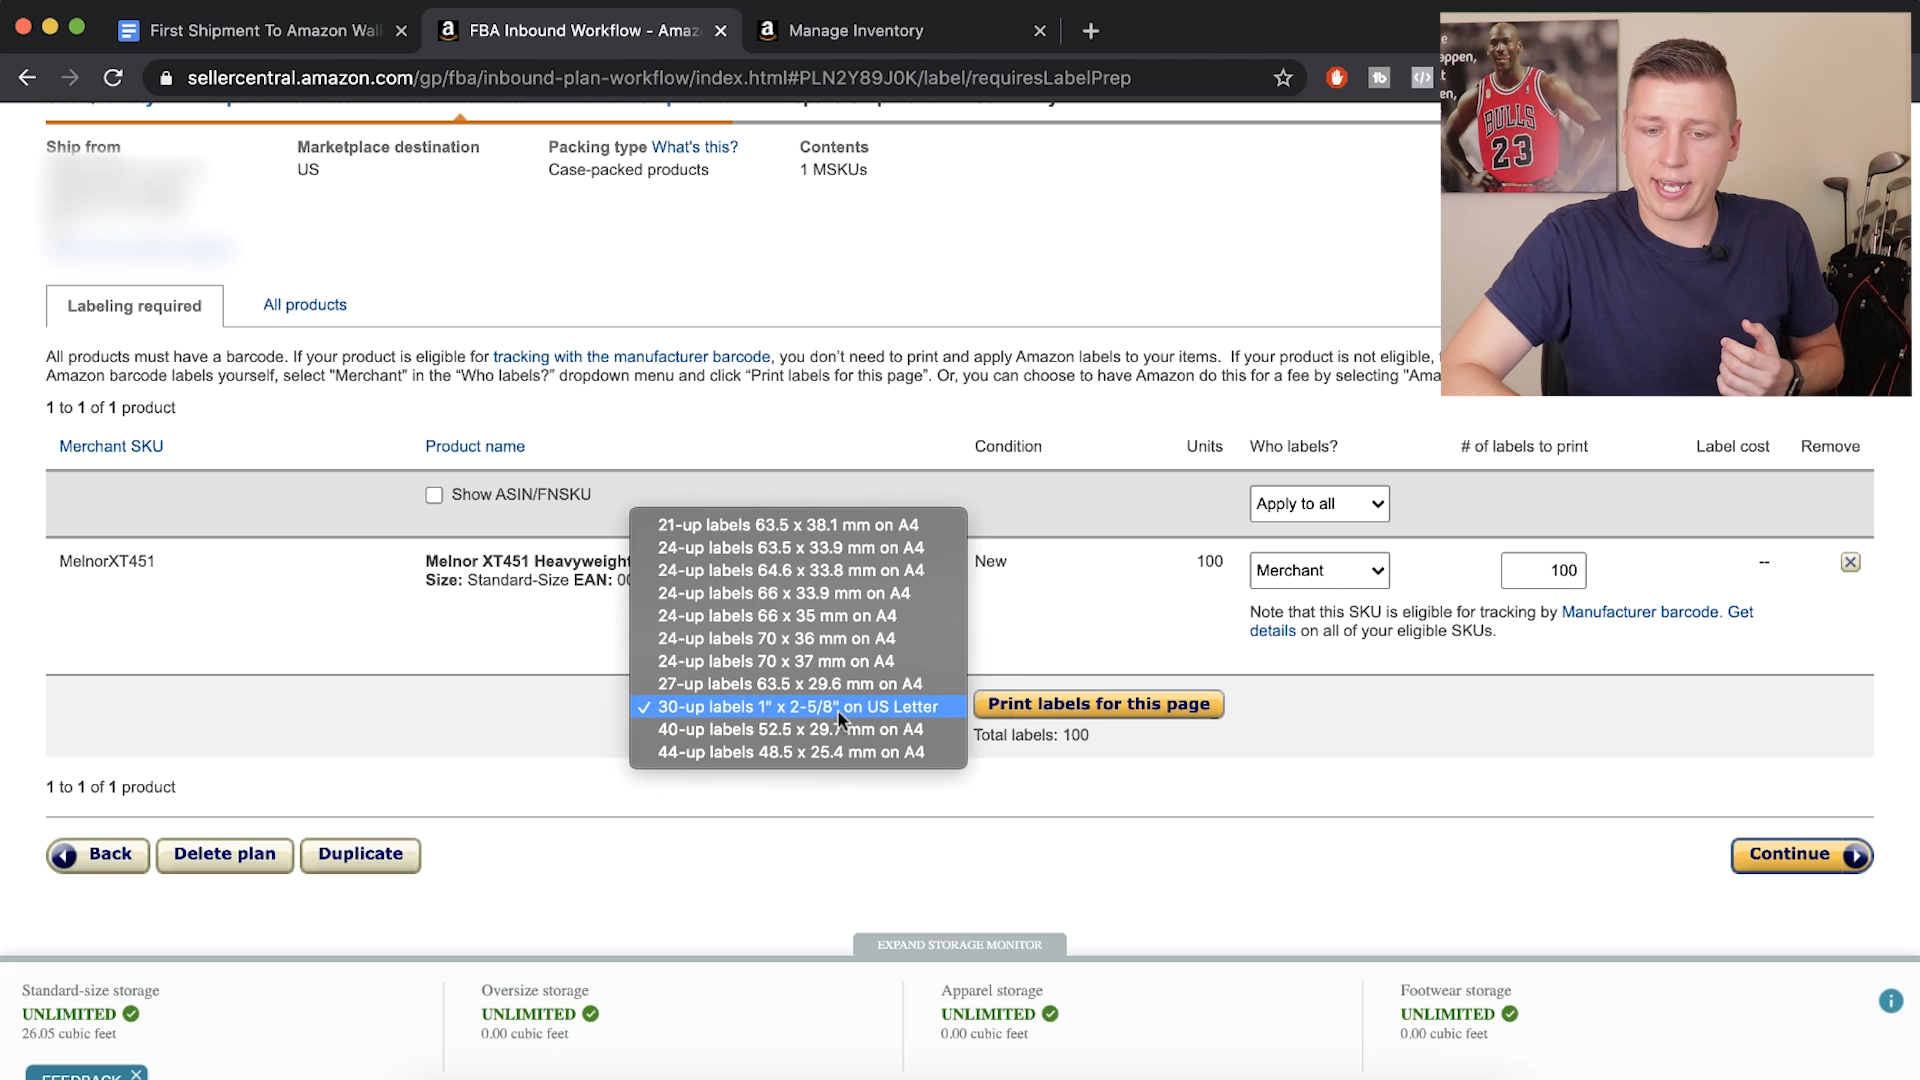 First Shipment To Amazon Wal
FBA Inbound Workflow - Amaz
Manage Inventory
sellercentral.amazon.com/gp/fba/inbound-plan-workflow/index.html#PLN2Y89J0K/label/requiresLabelPrep
BULLS
23
Ship from
Marketplace destination
US
Packing type What's this?
Case-packed products
Contents
1 MSKUs
Labeling required
All products
All products must have a barcode. If your product is eligible for tracking with the manufacturer barcode, you don't need to print and apply Amazon labels to your items. If your product is not eligible,
Amazon barcode labels yourself, select "Merchant" in the “Who labels?” dropdown menu and click “Print labels for this page”. Or, you can choose to have Amazon do this for a fee by selecting "Ama
1 to 1 of 1 product
Merchant SKU
Product name
Condition
Units
Who labels?
# of labels to print
Label cost
Remove
Show ASIN/FNSKU
Apply to all
MelnorXT451
Melnor XT451 Heavyweight
Size: Standard-Size EAN: 00
New
100
Merchant
100
--
Note that this SKU is eligible for tracking by Manufacturer barcode. Get
details on all of your eligible SKUs.
21-up labels 63.5 x 38.1 mm on A4
24-up labels 63.5 x 33.9 mm on A4
24-up labels 64.6 x 33.8 mm on A4
24-up labels 66 x 33.9 mm on A4
24-up labels 66 x 35 mm on A4
24-up labels 70 x 36 mm on A4
24-up labels 70 x 37 mm on A4
27-up labels 63.5 x 29.6 mm on A4
✓ 30-up labels 1" x 2-5/8" on US Letter
40-up labels 52.5 x 29.7 mm on A4
44-up labels 48.5 x 25.4 mm on A4
Print labels for this page
Total labels: 100
1 to 1 of 1 product
Back
Delete plan
Duplicate
Continue
EXPAND STORAGE MONITOR
Standard-size storage
UNLIMITED
26.05 cubic feet
Oversize storage
UNLIMITED
0.00 cubic feet
Apparel storage
UNLIMITED
0.00 cubic feet
Footwear storage
UNLIMITED
0.00 cubic feet
FEEDBACK